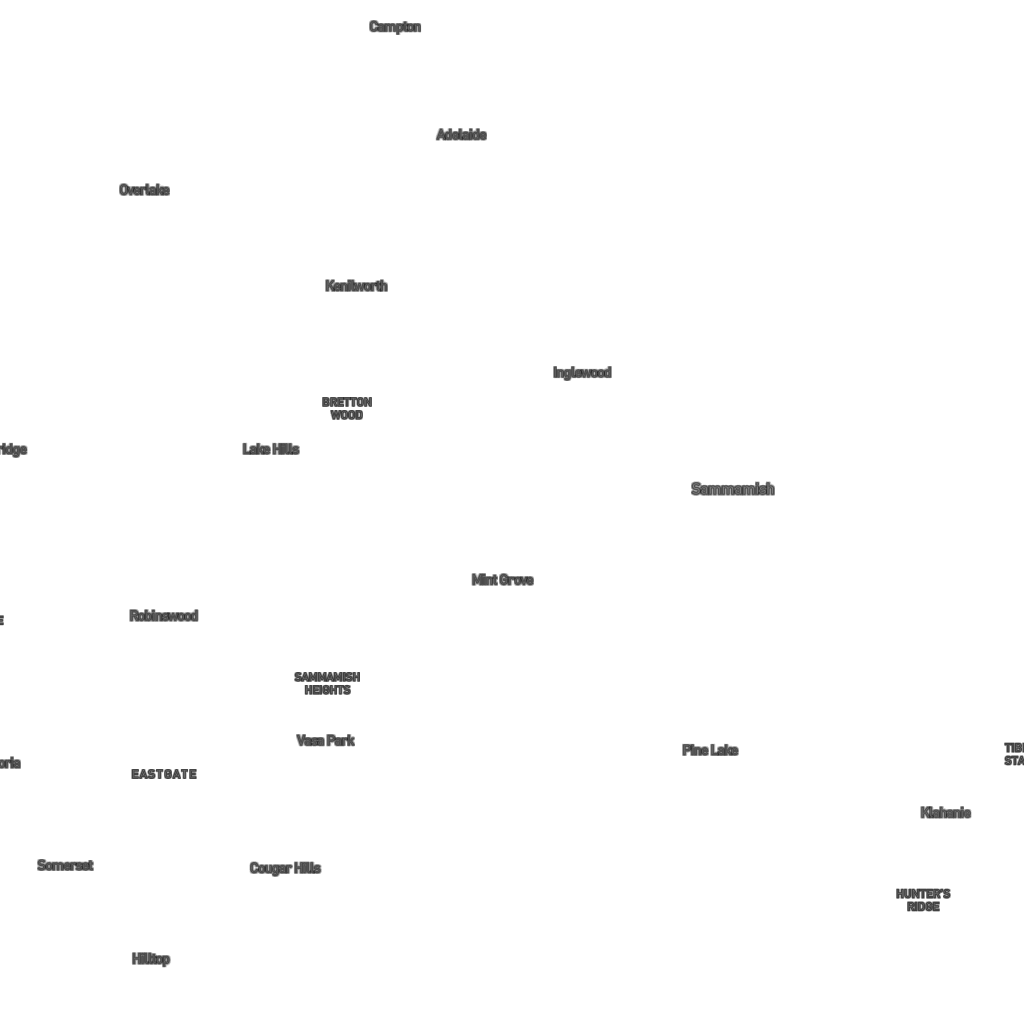 Campton
Adelaide
Overlake
Kenilworth
Inglewood
BRETTON
WOOD
ridge
Lake Hills
Sammamish
Mint Grove
Robinswood
E
SAMMAMISH
HEIGHTS
Vasa Park
Pine Lake
TIB
STA
oria
EASTGATE
Klahanie
Somerset
Cougar Hills
HUNTER'S
RIDGE
Hilltop